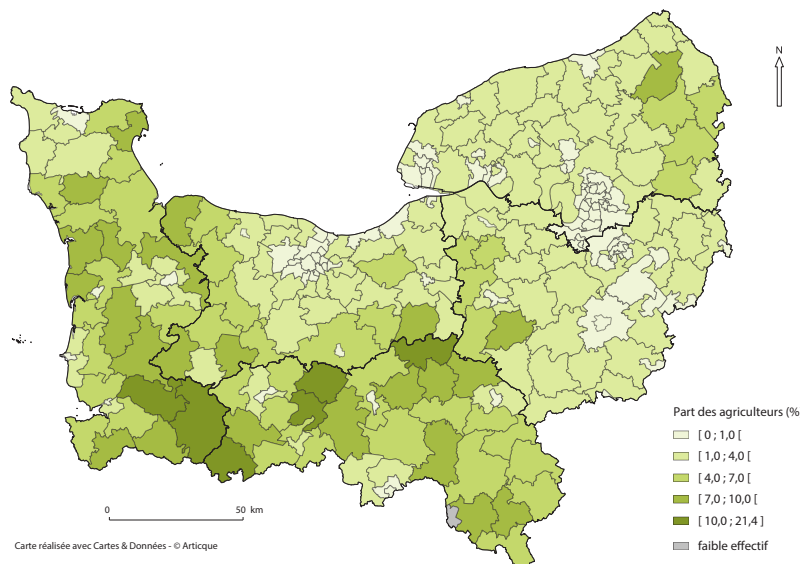 N
Part des agriculteurs (%
[ 0 ; 1,0 [
[ 1,0 ; 4,0 [
[ 4,0 ; 7,0 [
[ 7,0 ; 10,0 [
[ 10,0 ; 21,4 ]
faible effectif
0 50 km
Carte réalisée avec Cartes & Données - © Articque